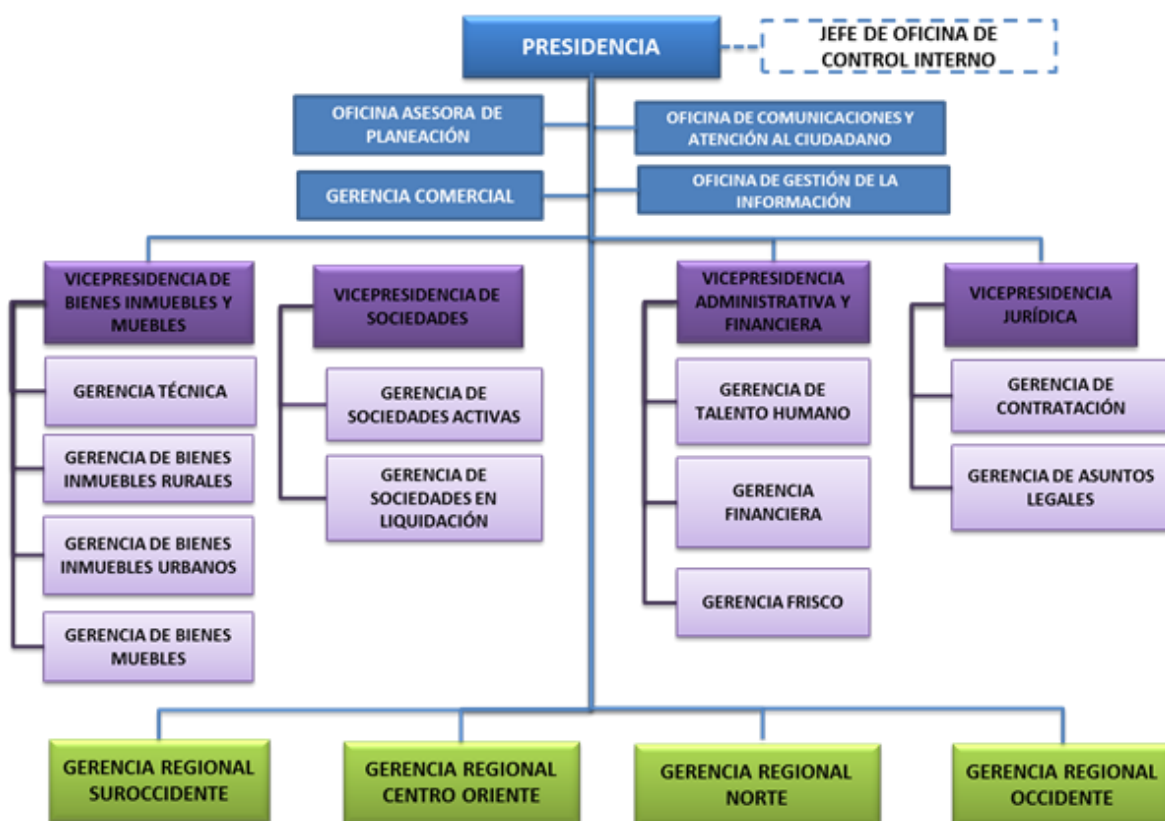 PRESIDENCIA
JEFE DE OFICINA DE
CONTROL INTERNO
OFICINA ASESORA DE
PLANEACIÓN
OFICINA DE COMUNICACIONES Y
ATENCIÓN AL CIUDADANO
GERENCIA COMERCIAL
OFICINA DE GESTIÓN DE LA
INFORMACIÓN
VICEPRESIDENCIA DE
BIENES INMUEBLES Y
MUEBLES
GERENCIA TÉCNICA
GERENCIA DE BIENES
INMUEBLES RURALES
GERENCIA DE BIENES
INMUEBLES URBANOS
GERENCIA DE BIENES
MUEBLES
VICEPRESIDENCIA DE
SOCIEDADES
GERENCIA DE
SOCIEDADES ACTIVAS
GERENCIA DE
SOCIEDADES EN
LIQUIDACIÓN
VICEPRESIDENCIA
ADMINISTRATIVA Y
FINANCIERA
GERENCIA DE
TALENTO HUMANO
GERENCIA
FINANCIERA
GERENCIA FRISCO
VICEPRESIDENCIA
JURÍDICA
GERENCIA DE
CONTRATACIÓN
GERENCIA DE ASUNTOS
LEGALES
GERENCIA REGIONAL
SUROCCIDENTE
GERENCIA REGIONAL
CENTRO ORIENTE
GERENCIA REGIONAL
NORTE
GERENCIA REGIONAL
OCCIDENTE